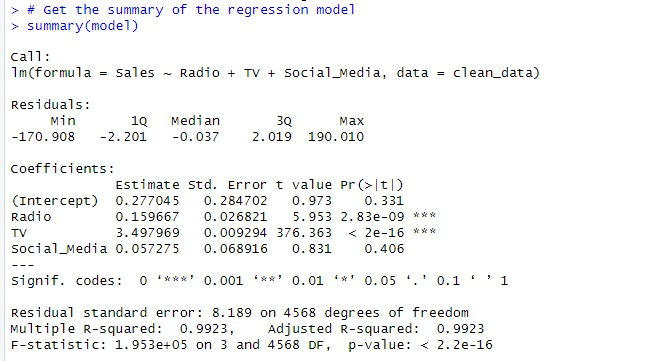 > # Get the summary of the regression model
> summary(model)
Call:
lm(formula = Sales ~ Radio + TV + Social_Media, data = clean_data)
Residuals:
Min 1Q Median 3Q Max
-170.908 -2.201 -0.037 2.019 190.010
Coefficients:
Estimate Std. Error t value Pr(>|t|)
(Intercept) 0.277045 0.284702 0.973 0.331
Radio 0.159667 0.026821 5.953 2.83e-09 ***
TV 3.497969 0.009294 376.363 < 2e-16 ***
Social_Media 0.057275 0.068916 0.831 0.406
---
Signif. codes: 0 ‘***’ 0.001 ‘**’ 0.01 ‘*’ 0.05 ‘.’ 0.1 ‘ ’ 1
Residual standard error: 8.189 on 4568 degrees of freedom
Multiple R-squared: 0.9923, Adjusted R-squared: 0.9923
F-statistic: 1.953e+05 on 3 and 4568 DF, p-value: < 2.2e-16